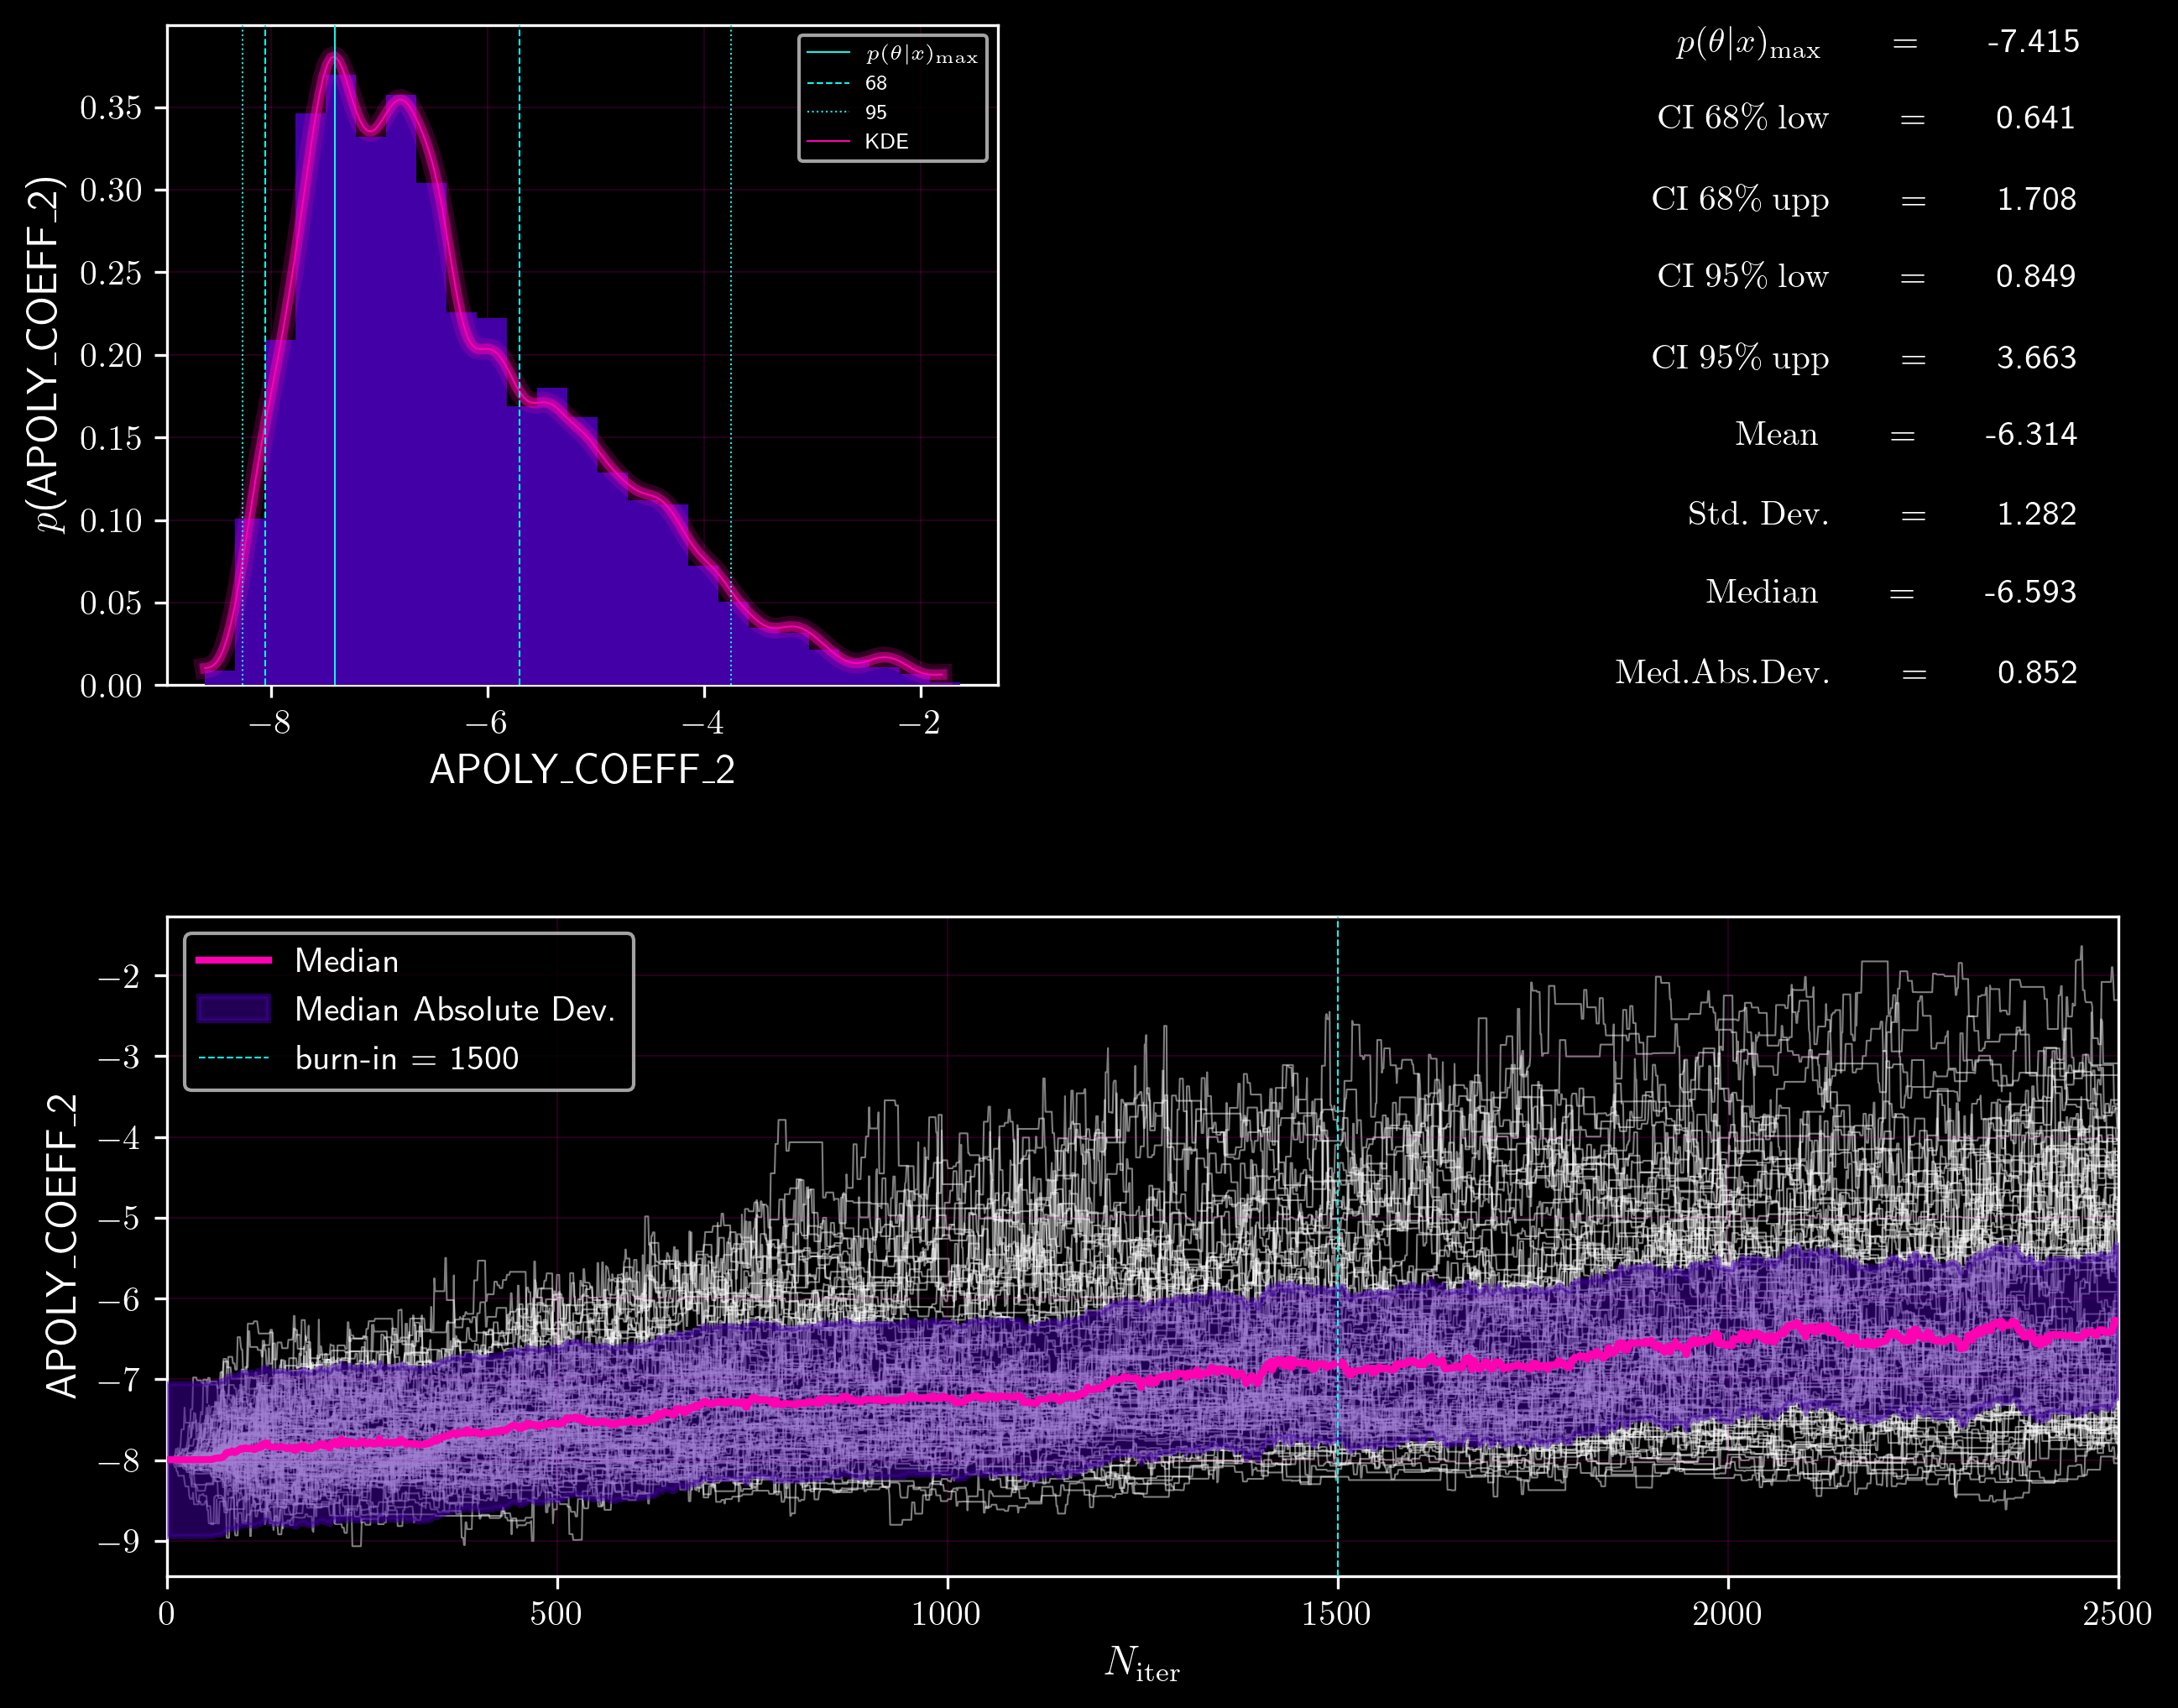 p(θ|x)max
68
95
KDE
0.35
0.30
0.25
0.20
0.15
0.10
0.05
0.00
p(APOLY_COEFF_2)
−8 −6 −4 −2
APOLY_COEFF_2
p(θ|x)max = -7.415
CI 68% low = 0.641
CI 68% upp = 1.708
CI 95% low = 0.849
CI 95% upp = 3.663
Mean = -6.314
Std. Dev. = 1.282
Median = -6.593
Med.Abs.Dev. = 0.852
Median
Median Absolute Dev.
burn-in = 1500
−2
−3
−4
−5
−6
−7
−8
−9
APOLY_COEFF_2
0 500 1000 1500 2000 2500
Niter